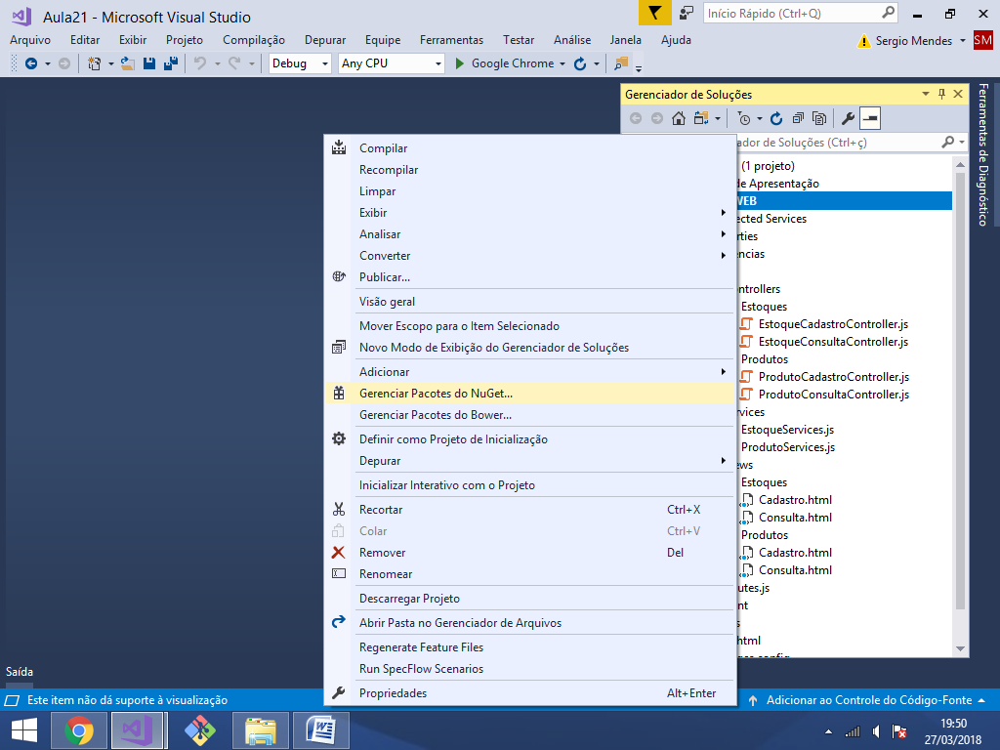 Aula21 - Microsoft Visual Studio
Início Rápido (Ctrl+Q)
Arquivo Editar Exibir Projeto Compilação Depurar Equipe Ferramentas Testar Análise Janela Ajuda
Sergio Mendes SM
Debug Any CPU Google Chrome
Gerenciador de Soluções
Ferramentas de Diagnóstico
ador de Soluções (Ctrl+ç)
(1 projeto)
de Apresentação
WEB
ected Services
rties
ncias
ntrollers
Estoques
EstoqueCadastroController.js
EstoqueConsultaController.js
Produtos
ProdutoCadastroController.js
ProdutoConsultaController.js
rvices
EstoqueServices.js
ProdutoServices.js
ws
Estoques
Cadastro.html
Consulta.html
Produtos
Cadastro.html
Consulta.html
utes.js
nt
s
html
Compilar
Recompilar
Limpar
Exibir
Analisar
Converter
Publicar...
Visão geral
Mover Escopo para o Item Selecionado
Novo Modo de Exibição do Gerenciador de Soluções
Adicionar
Gerenciar Pacotes do NuGet...
Gerenciar Pacotes do Bower...
Definir como Projeto de Inicialização
Depurar
Inicializar Interativo com o Projeto
Recortar Ctrl+X
Colar Ctrl+V
Remover Del
Renomear
Descarregar Projeto
Abrir Pasta no Gerenciador de Arquivos
Regenerate Feature Files
Run SpecFlow Scenarios
Propriedades Alt+Enter
Saída
Este item não dá suporte à visualização
Adicionar ao Controle do Código-Fonte
19:50
27/03/2018